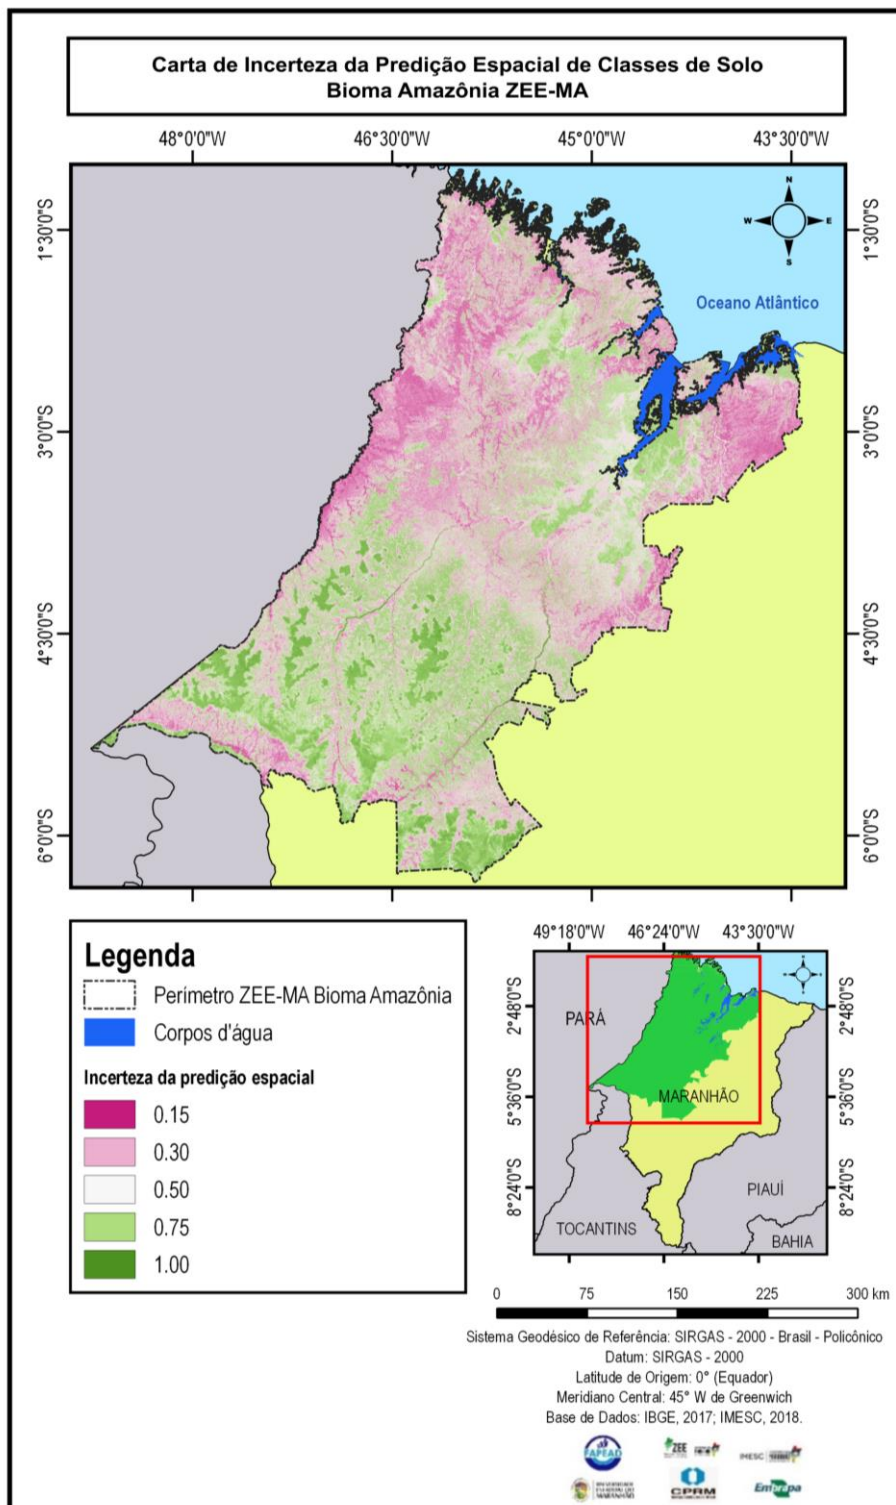 Carta de Incerteza da Predição Espacial de Classes de Solo
Bioma Amazônia ZEE-MA
48°0'0"W 46°30'0"W 45°0'0"W 43°30'0"W
1°30'0"S
3°0'0"S
4°30'0"S
6°0'0"S
N
W E
S
1°30'0"S
3°0'0"S
4°30'0"S
6°0'0"S
Oceano Atlântico
Legenda
Perímetro ZEE-MA Bioma Amazônia
Corpos d'água
Incerteza da predição espacial
0.15
0.30
0.50
0.75
1.00
49°18'0"W 46°24'0"W 43°30'0"W
2°48'0"S
5°36'0"S
8°24'0"S
PARÁ
MARANHÃO
PIAUÍ
TOCANTINS
BAHIA
2°48'0"S
5°36'0"S
8°24'0"S
0 75 150 225 300 km
Sistema Geodésico de Referência: SIRGAS - 2000 - Brasil - Policônico
Datum: SIRGAS - 2000
Latitude de Origem: 0° (Equador)
Meridiano Central: 45° W de Greenwich
Base de Dados: IBGE, 2017; IMESC, 2018.
FAPEAD
ZEE
IMESC
CPRM
Embrapa